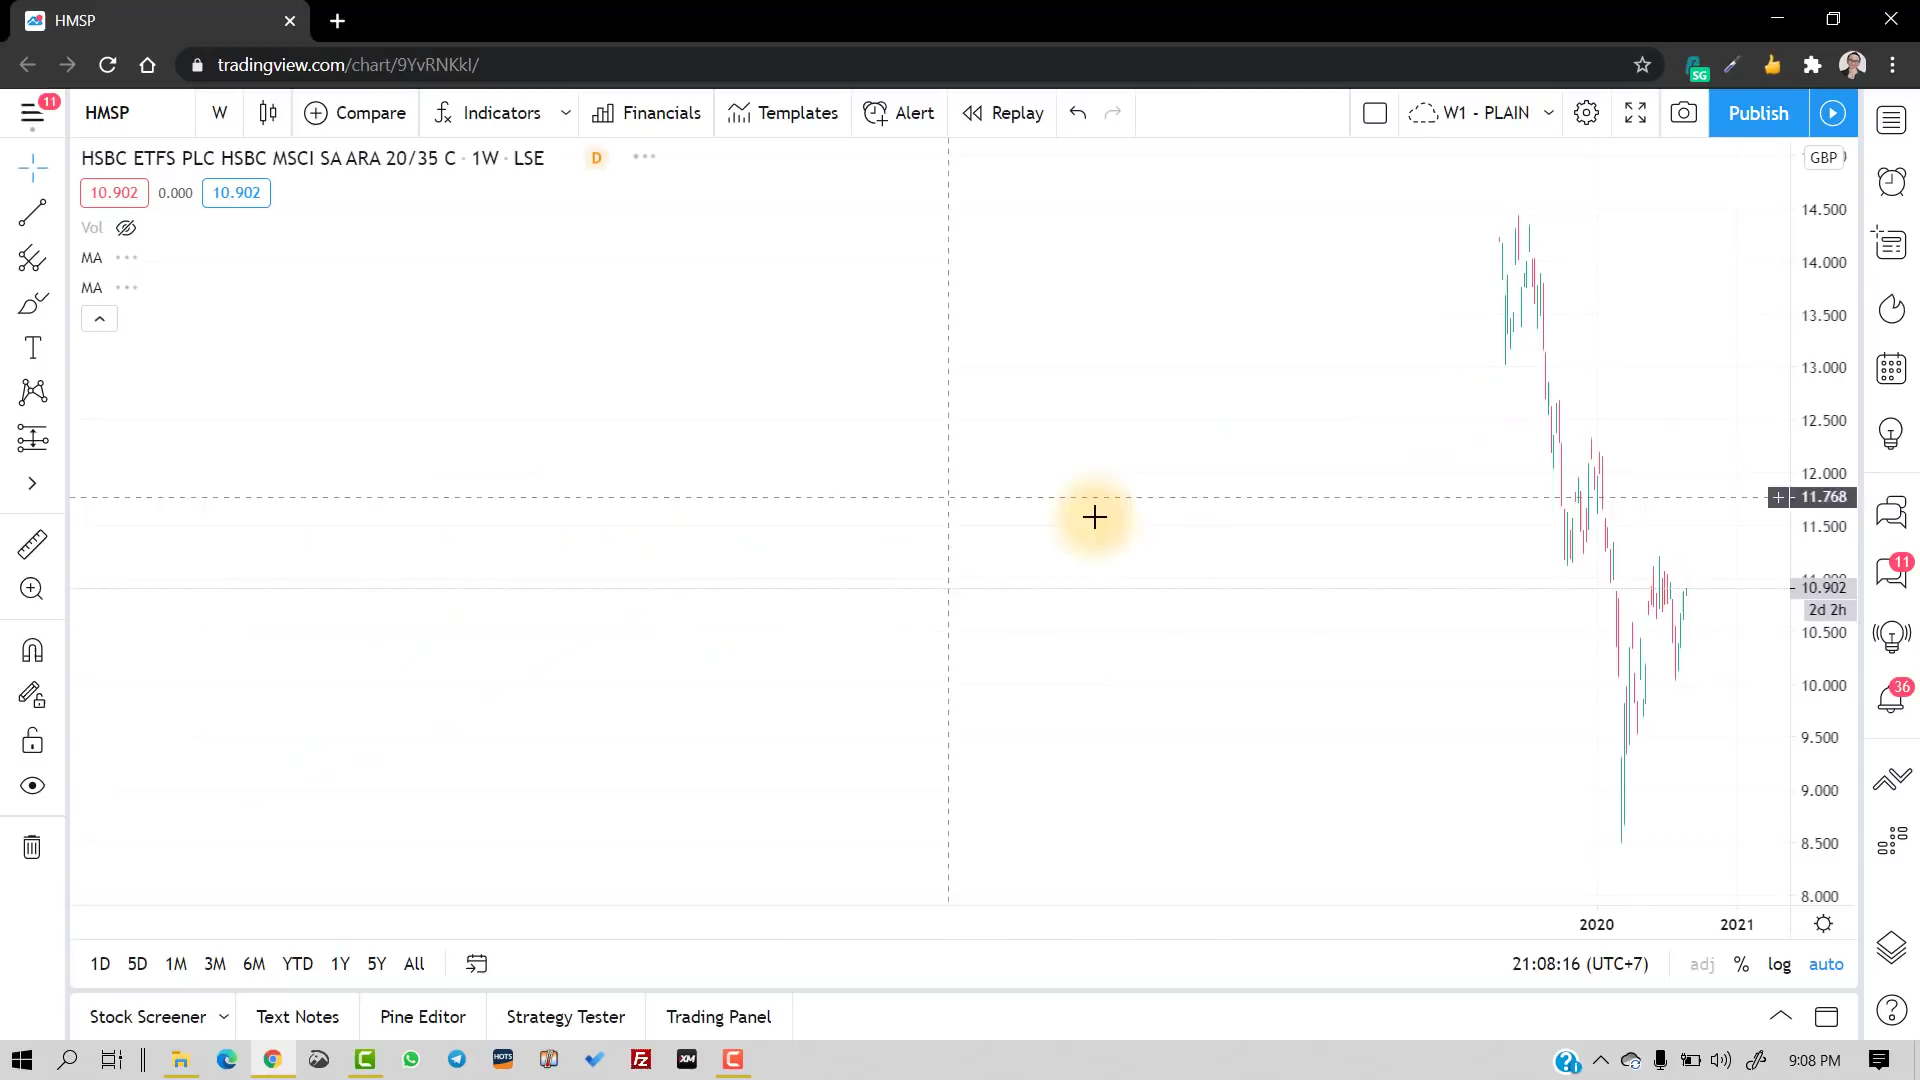 HMSP
tradingview.com/chart/9YvRNKkI/
SG
11
HMSP W Compare Indicators Financials Templates Alert Replay W1 - PLAIN Publish
HSBC ETFS PLC HSBC MSCI SA ARA 20/35 C · 1W · LSE D
GBP
10.902 0.000 10.902
Vol
MA
MA
14.500
14.000
13.500
13.000
12.500
12.000
11.768
11.500
10.902
2d 2h
10.500
10.000
9.500
9.000
8.500
8.000
11
36
2020 2021
1D 5D 1M 3M 6M YTD 1Y 5Y All
21:08:16 (UTC+7) adj % log auto
Stock Screener Text Notes Pine Editor Strategy Tester Trading Panel
HOTS
Fz
XM
C
C
9:08 PM